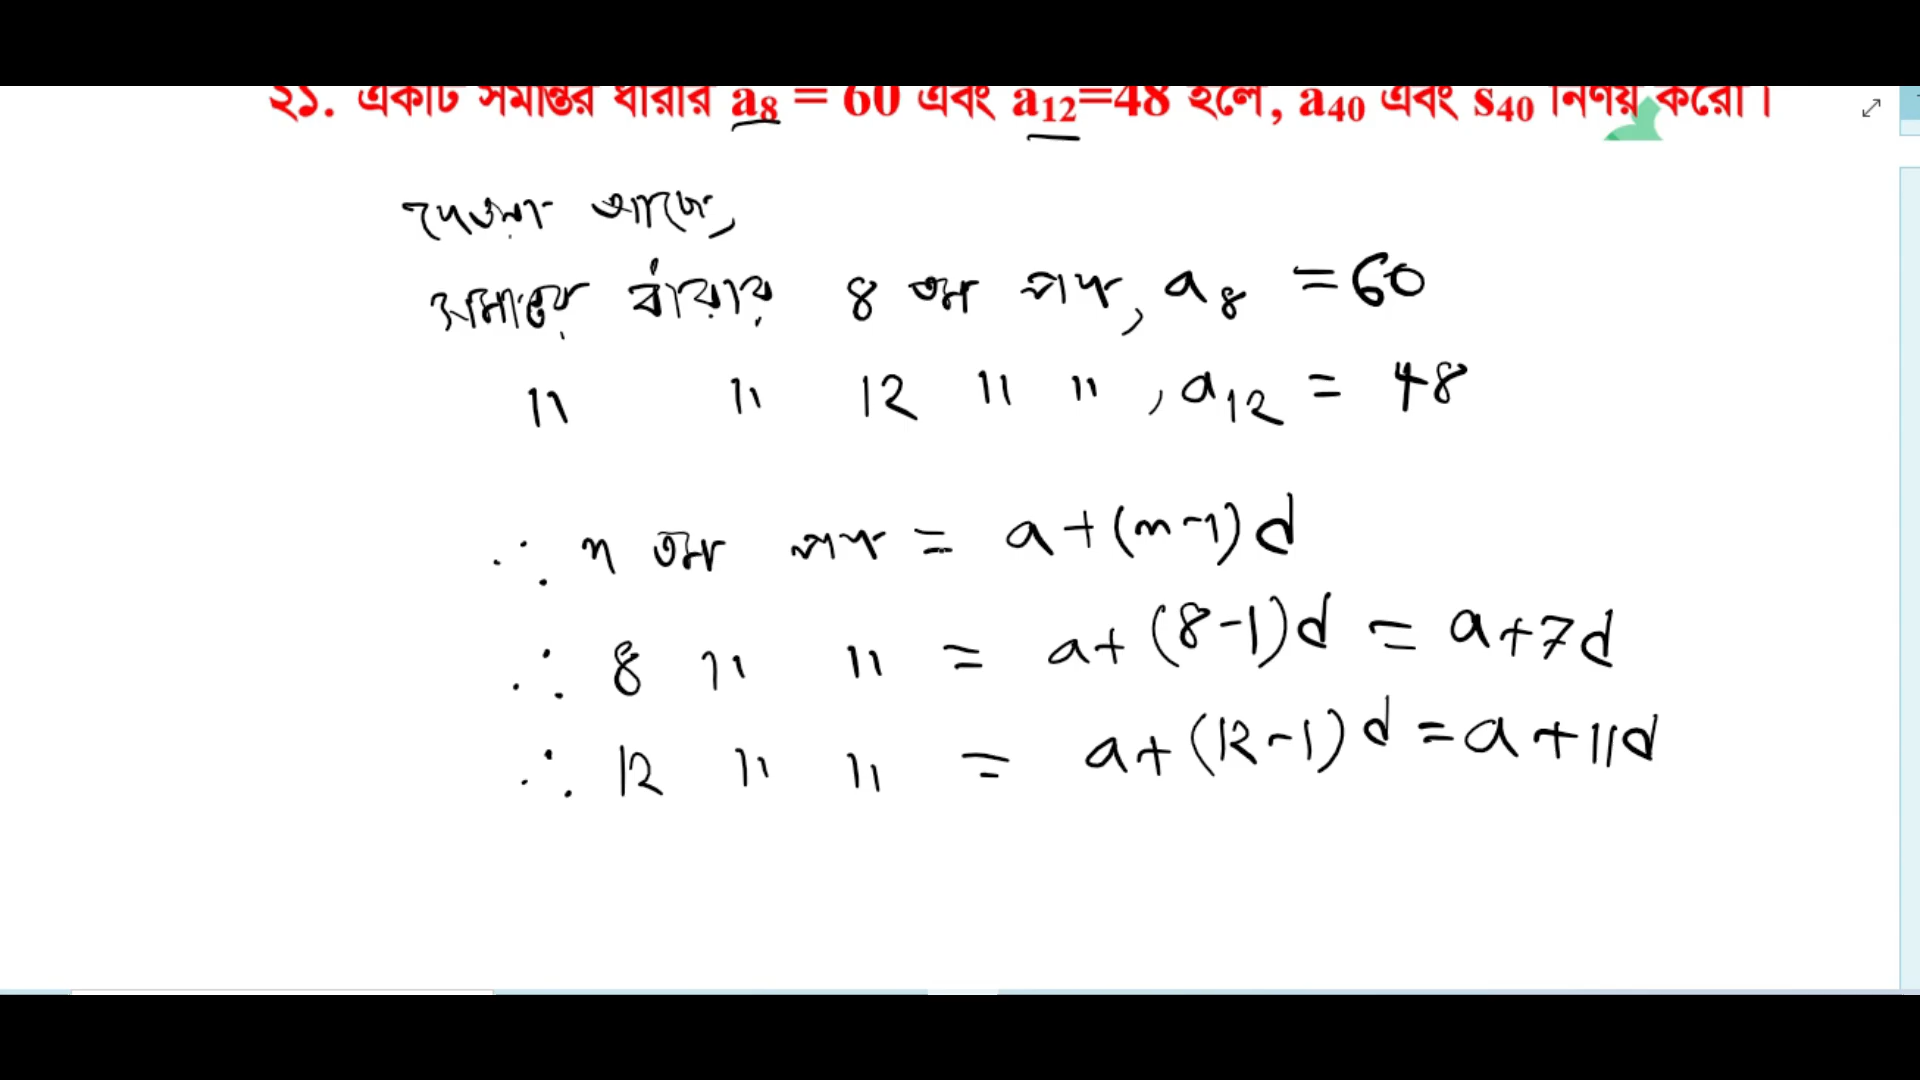 ২১. একটি সমান্তর ধারার a8 = 60 এবং a12=48 হলে, a40 এবং s40 নির্ণয় করো।
দেওয়া আছে,
সমান্তর ধারার 8 তম পদ, a8 = 60
" " 12 " " , a12 = 48
∴ n তম পদ = a+(n-1)d
∴ 8 " " = a+(8-1)d = a+7d
∴ 12 " " = a+(12-1)d = a+11d